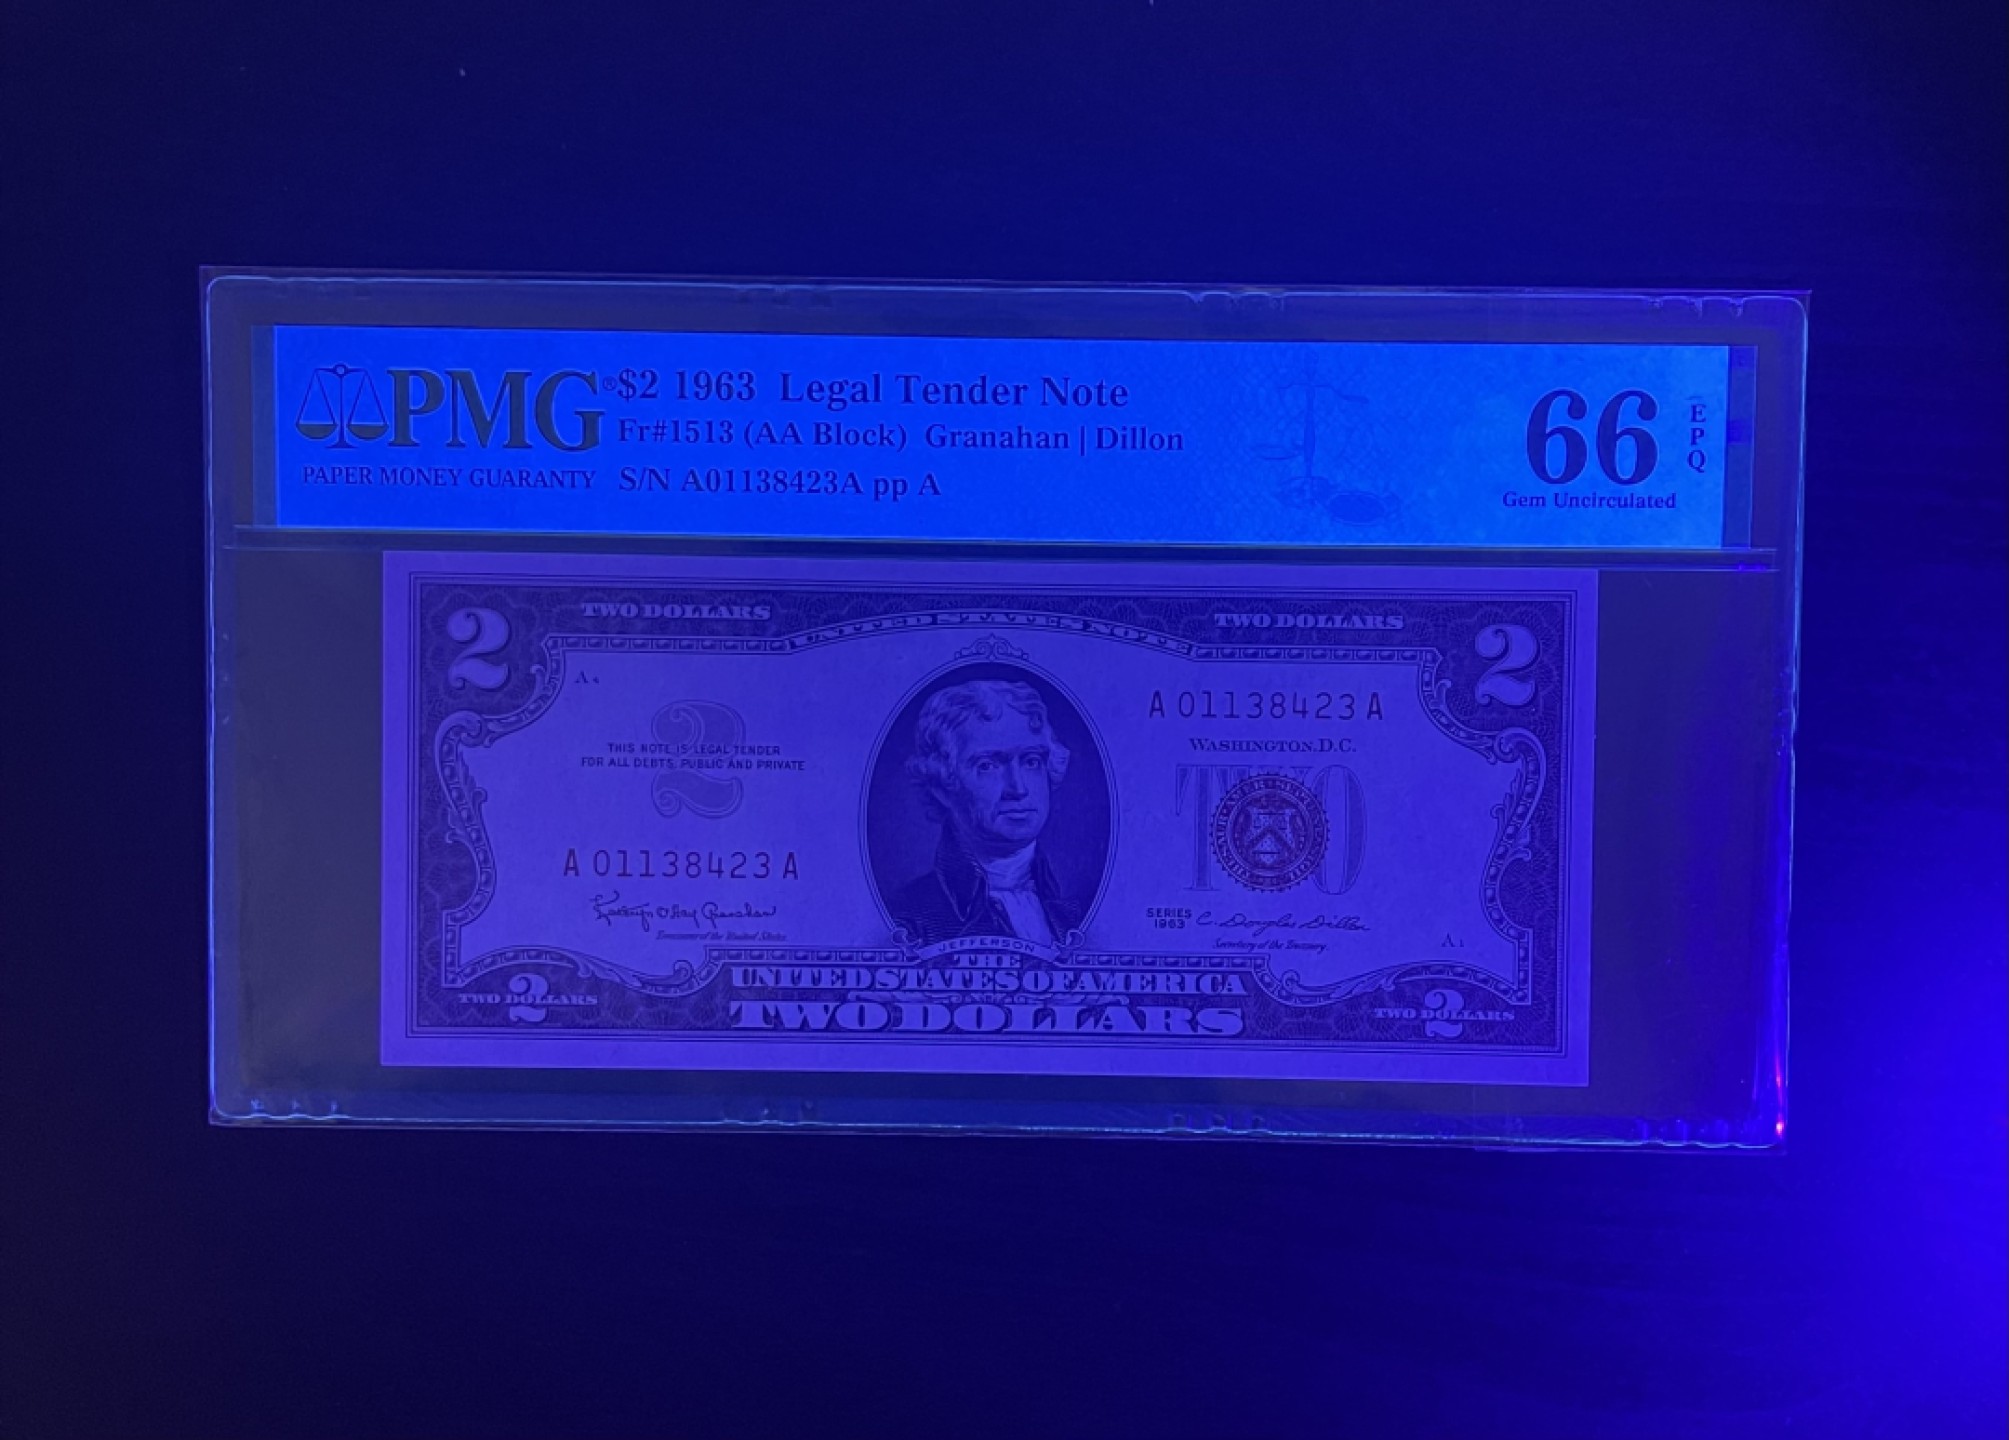 PMG® $2 1963 Legal Tender Note
Fr#1513 (AA Block) Granahan | Dillon
PAPER MONEY GUARANTY S/N A01138423A pp A
66 EPQ
Gem Uncirculated
2 TWO DOLLARS UNITED STATES NOTE TWO DOLLARS 2
A 01138423 A
WASHINGTON, D.C.
THIS NOTE IS LEGAL TENDER
FOR ALL DEBTS, PUBLIC AND PRIVATE
2
TWO
A 01138423 A
Treasurer of the United States
SERIES
1963
C. Douglas Dillon
Secretary of the Treasury
JEFFERSON
THE
UNITED STATES OF AMERICA
TWO DOLLARS 2
TWO DOLLARS
TWO DOLLARS 2